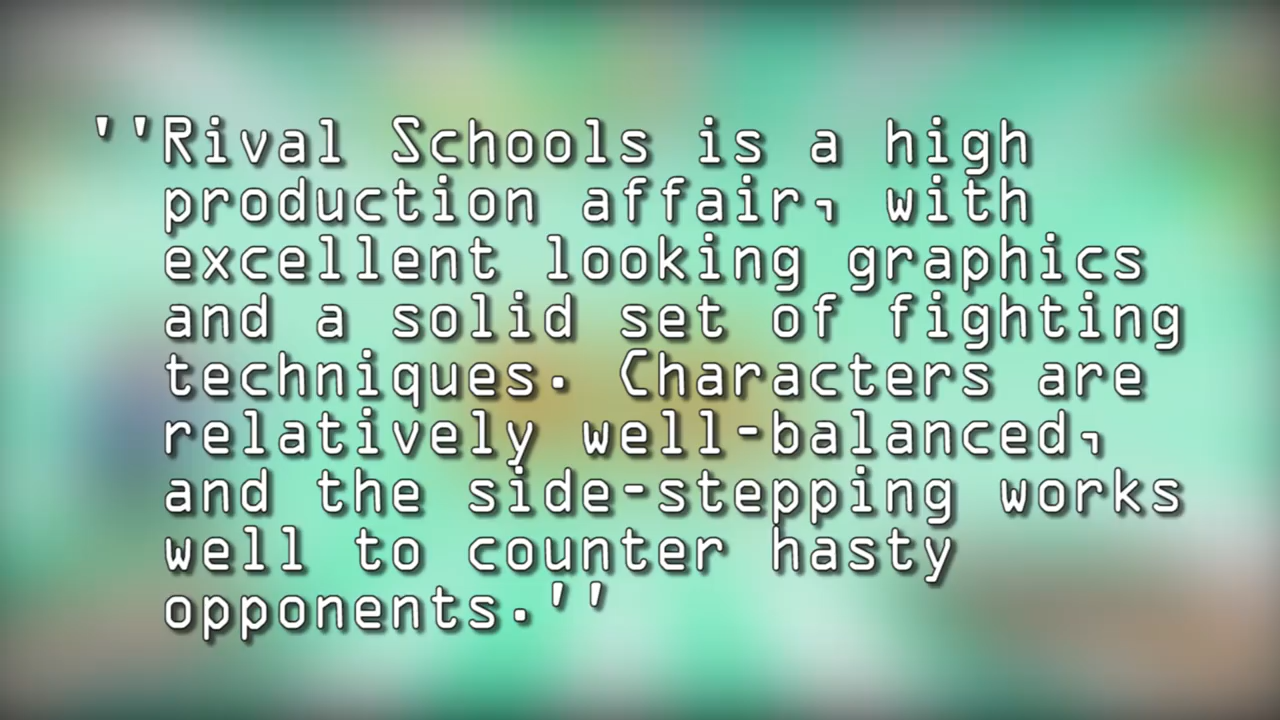 ''Rival Schools is a high
production affair, with
excellent looking graphics
and a solid set of fighting
techniques. Characters are
relatively well-balanced,
and the side-stepping works
well to counter hasty
opponents.''